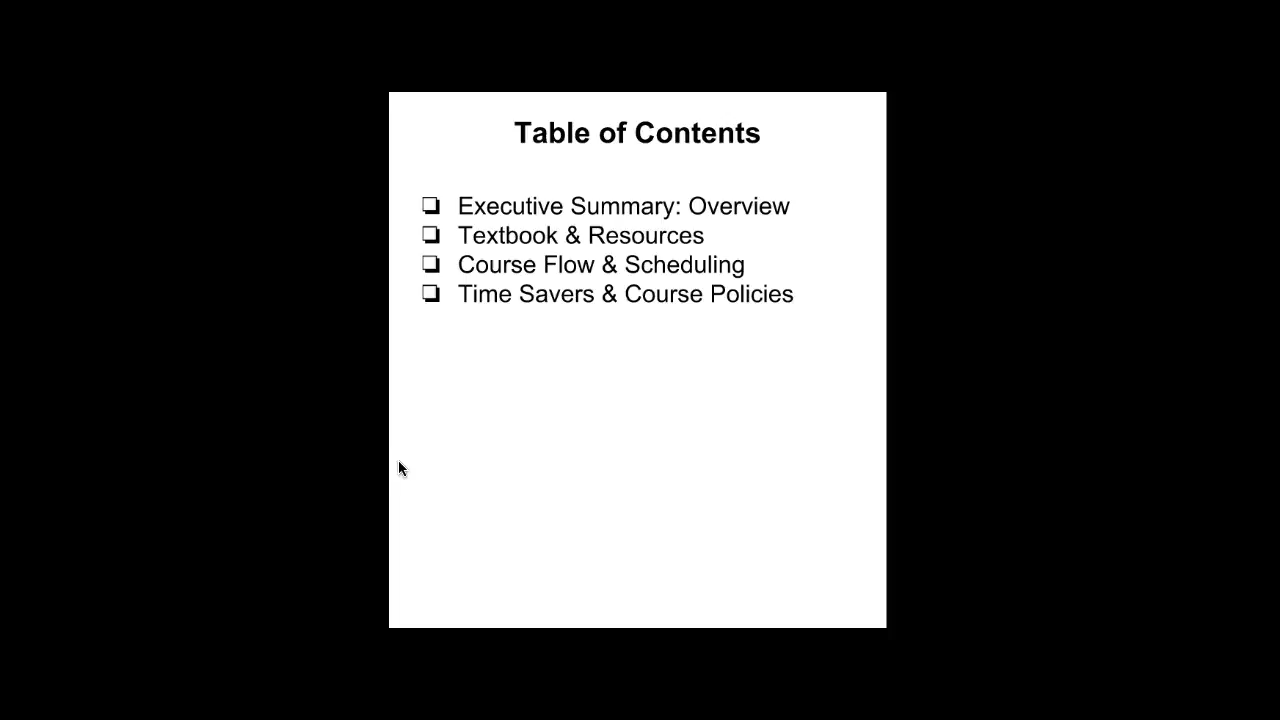 Table of Contents
❏ Executive Summary: Overview
❏ Textbook & Resources
❏ Course Flow & Scheduling
❏ Time Savers & Course Policies